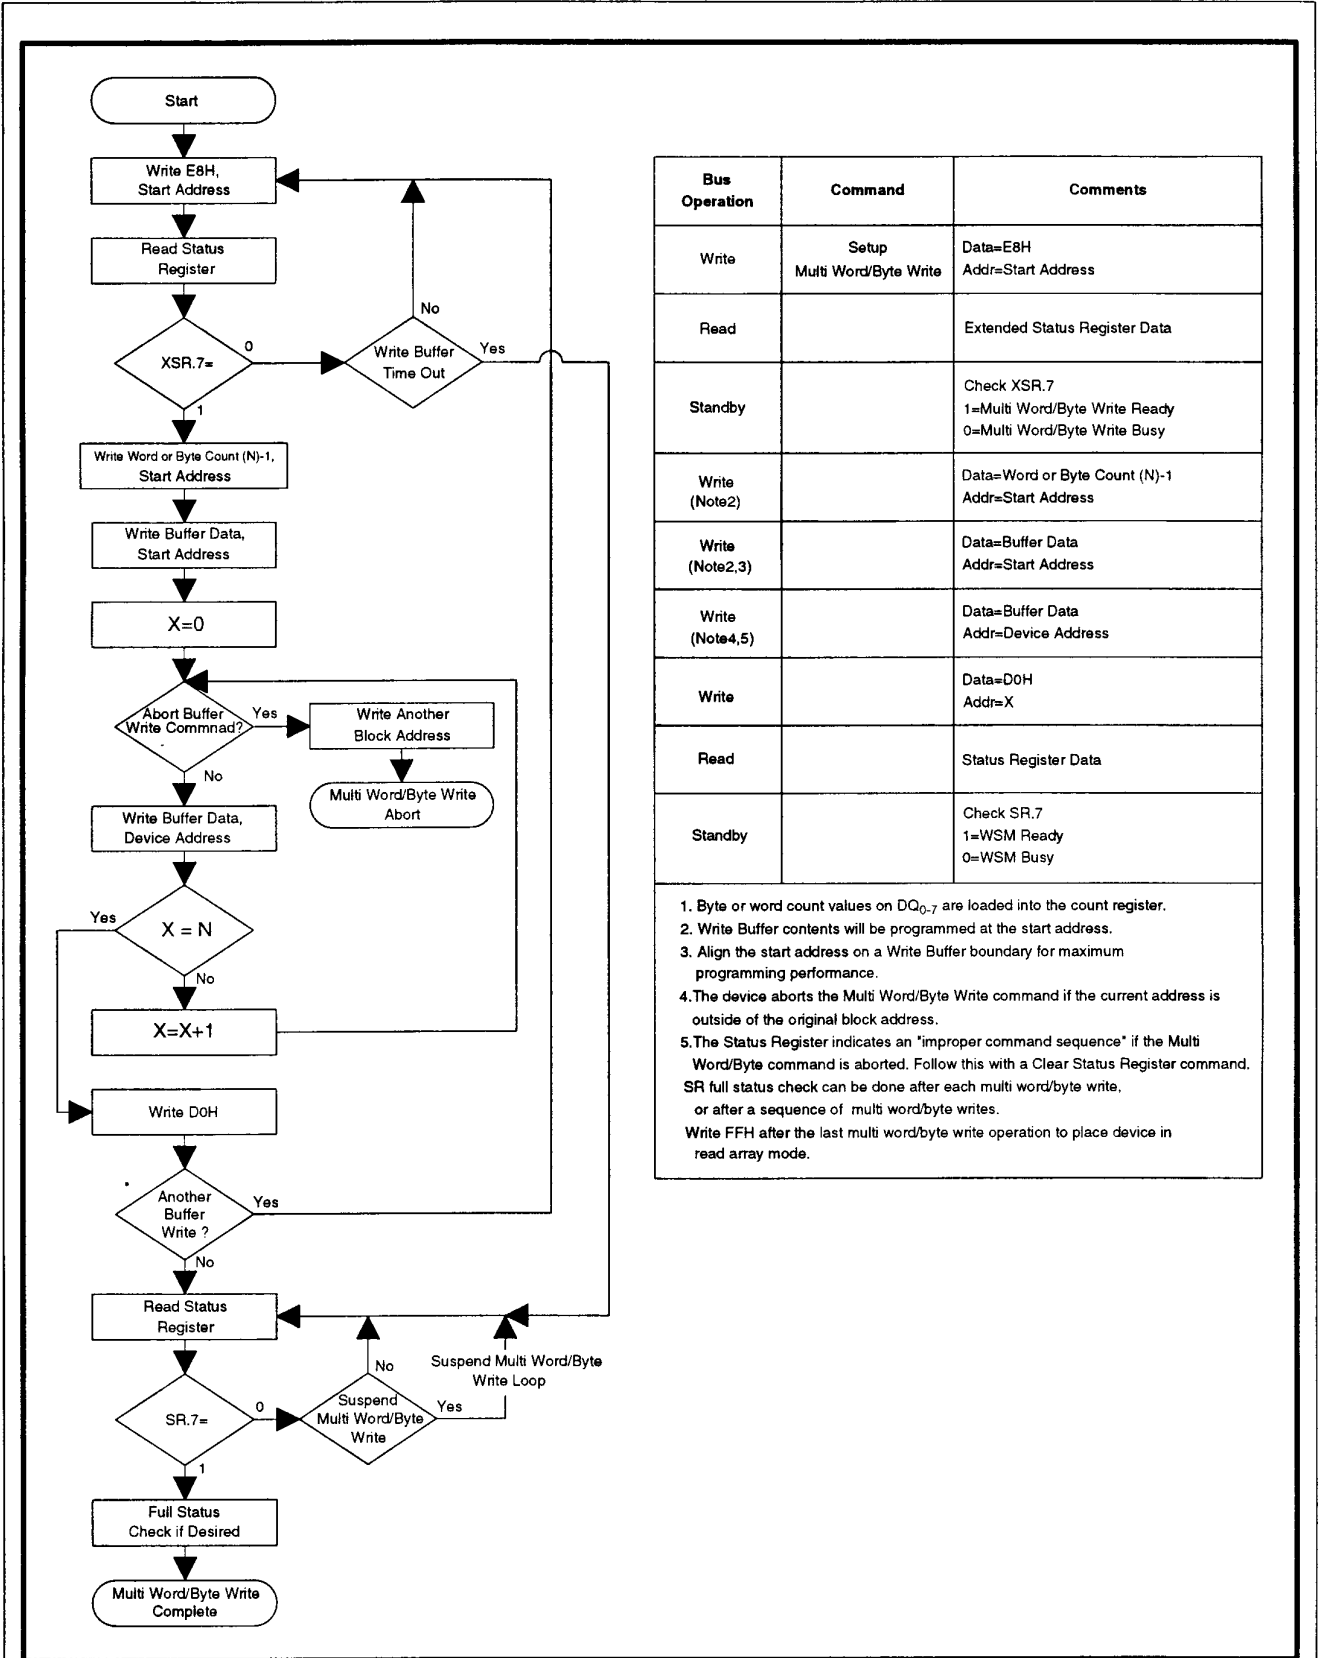 Start
Write E8H,
Start Address
Read Status
Register
XSR.7=
0
1
Write Buffer
Time Out
No
Yes
Write Word or Byte Count (N)-1,
Start Address
Write Buffer Data,
Start Address
X=0
Abort Buffer
Write Commnad?
Yes
No
Write Another
Block Address
Multi Word/Byte Write
Abort
Write Buffer Data,
Device Address
X = N
Yes
No
X=X+1
Write D0H
Another
Buffer
Write ?
Yes
No
Read Status
Register
SR.7=
0
1
Suspend
Multi Word/Byte
Write
No
Yes
Suspend Multi Word/Byte
Write Loop
Full Status
Check if Desired
Multi Word/Byte Write
Complete
Bus
Operation
Command
Comments
Write
Setup
Multi Word/Byte Write
Data=E8H
Addr=Start Address
Read
Extended Status Register Data
Standby
Check XSR.7
1=Multi Word/Byte Write Ready
0=Multi Word/Byte Write Busy
Write
(Note2)
Data=Word or Byte Count (N)-1
Addr=Start Address
Write
(Note2,3)
Data=Buffer Data
Addr=Start Address
Write
(Note4,5)
Data=Buffer Data
Addr=Device Address
Write
Data=D0H
Addr=X
Read
Status Register Data
Standby
Check SR.7
1=WSM Ready
0=WSM Busy
1. Byte or word count values on DQ0-7 are loaded into the count register.
2. Write Buffer contents will be programmed at the start address.
3. Align the start address on a Write Buffer boundary for maximum
programming performance.
4.The device aborts the Multi Word/Byte Write command if the current address is
outside of the original block address.
5.The Status Register indicates an "improper command sequence" if the Multi
Word/Byte command is aborted. Follow this with a Clear Status Register command.
SR full status check can be done after each multi word/byte write,
or after a sequence of multi word/byte writes.
Write FFH after the last multi word/byte write operation to place device in
read array mode.